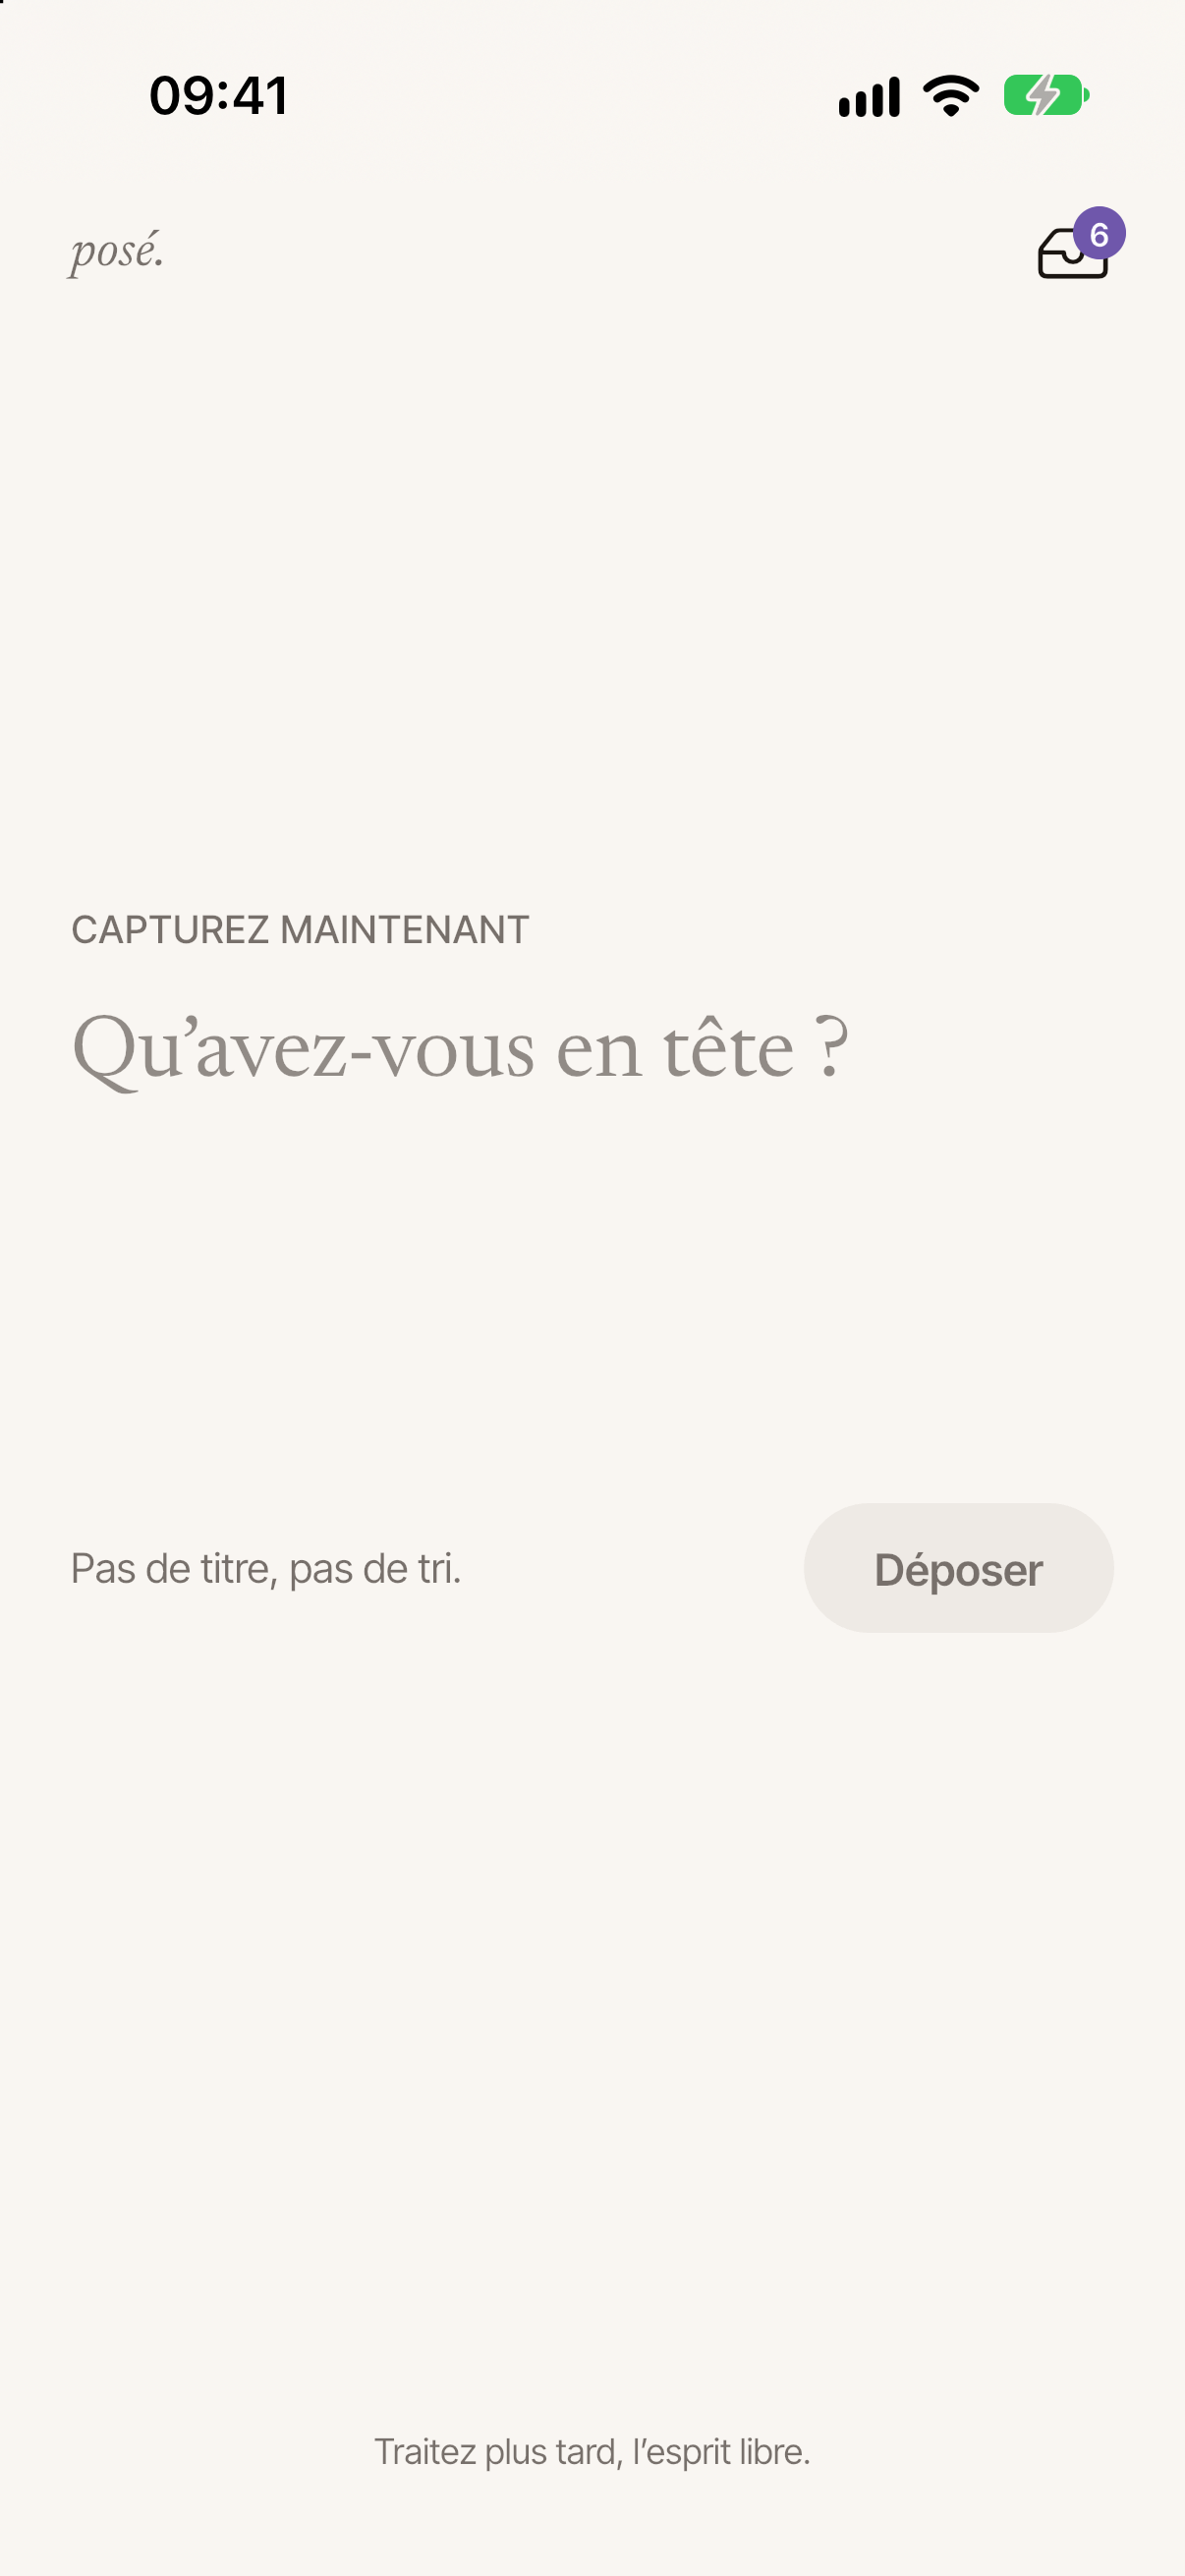 09:41
posé.
6
CAPTUREZ MAINTENANT
Qu’avez-vous en tête ?
Pas de titre, pas de tri.
Déposer
Traitez plus tard, l’esprit libre.